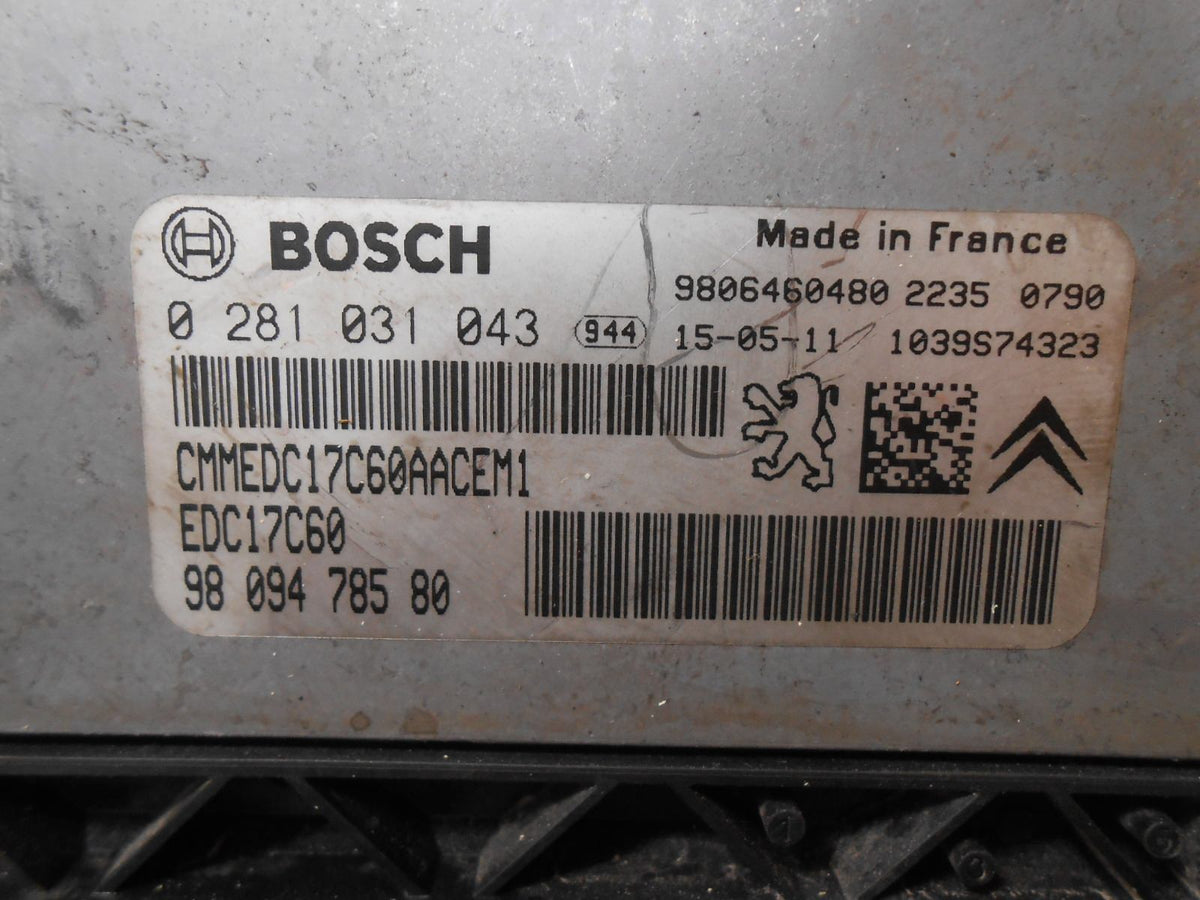 BOSCH
Made in France
9806460480 2235 0790
0 281 031 043 944 15-05-11 1039S74323
CMMEDC17C60AACEM1
EDC17C60
98 094 785 80